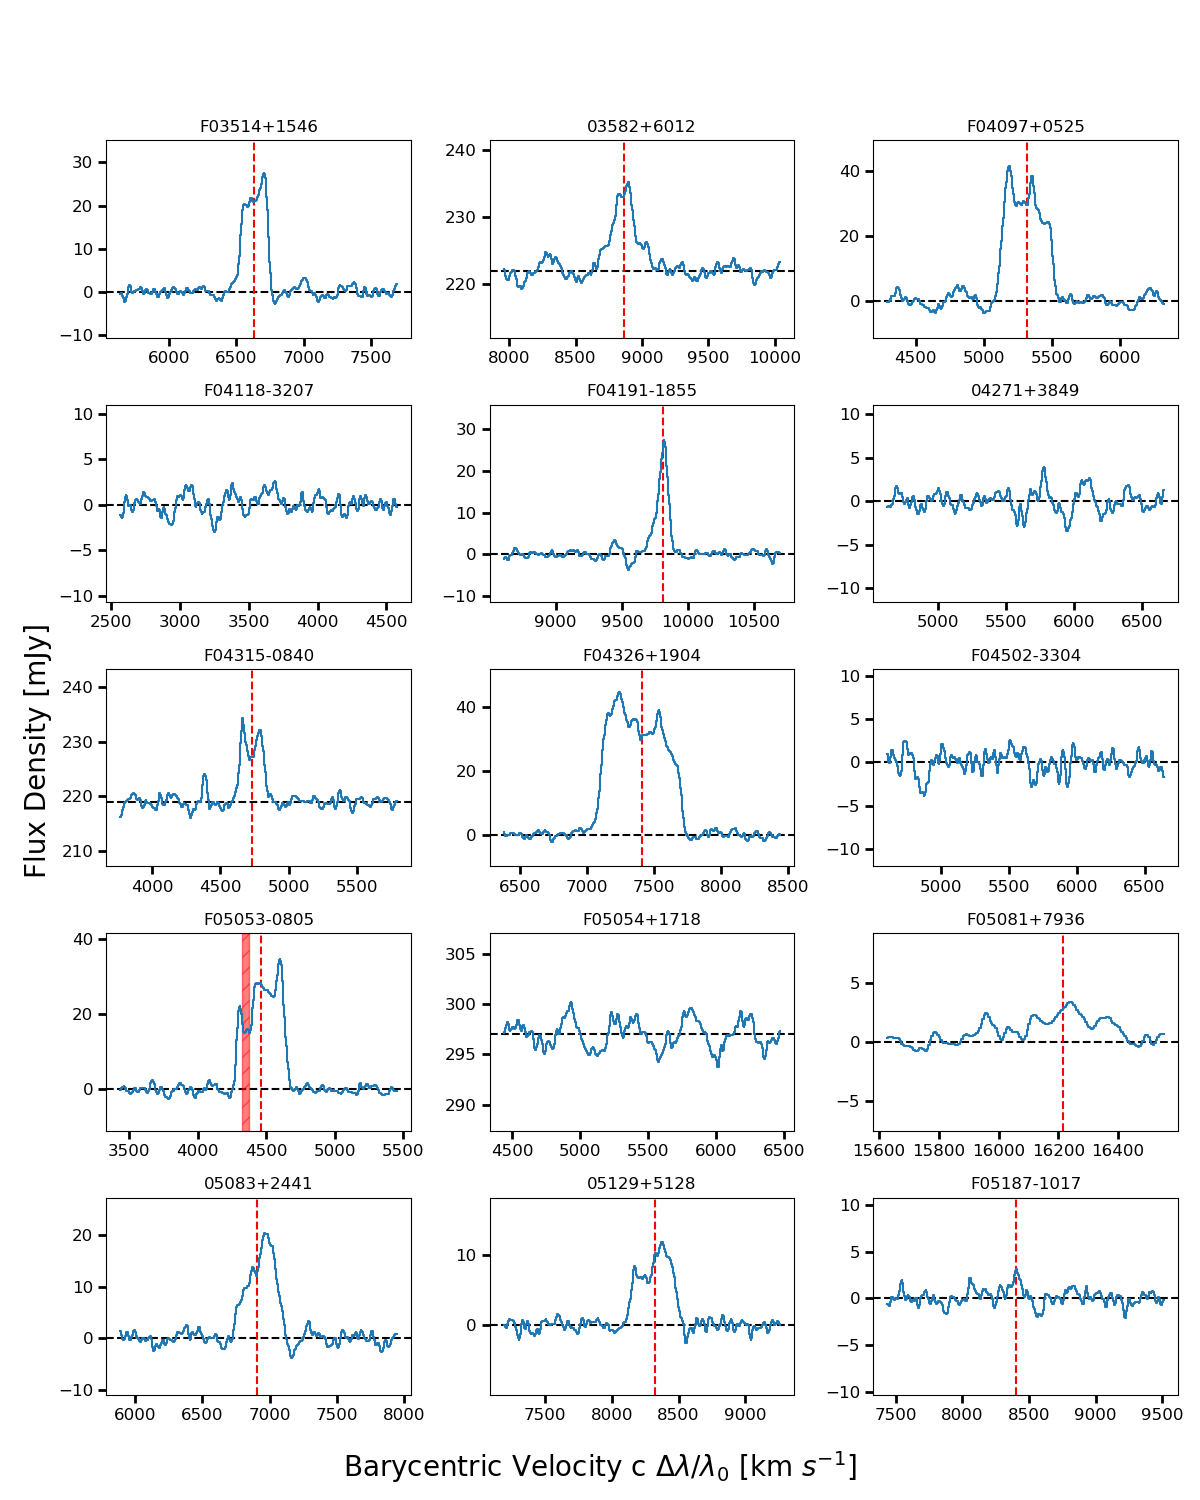 F03514+1546 03582+6012 F04097+0525
30 240 40
20 230 20
10 220 0
0
−10
6000 6500 7000 7500 8000 8500 9000 9500 10000 4500 5000 5500 6000
F04118-3207 F04191-1855 04271+3849
10 30 10
5 20 5
0 10 0
−5 0 −5
−10 −10 −10
2500 3000 3500 4000 4500 9000 9500 10000 10500 5000 5500 6000 6500
F04315-0840 F04326+1904 F04502-3304
240 40 10
230 20 5
220 0 0
210 −5
−10
4000 4500 5000 5500 6500 7000 7500 8000 8500 5000 5500 6000 6500
Flux Density [mJy]
F05053-0805 F05054+1718 F05081+7936
40 305 5
20 300 0
0 295 −5
290
3500 4000 4500 5000 5500 4500 5000 5500 6000 6500 15600 15800 16000 16200 16400
05083+2441 05129+5128 F05187-1017
20 10 10
10 0 5
0 0
−10 −5
−10
6000 6500 7000 7500 8000 7500 8000 8500 9000 7500 8000 8500 9000 9500
Barycentric Velocity c Δλ/λ₀ [km s⁻¹]